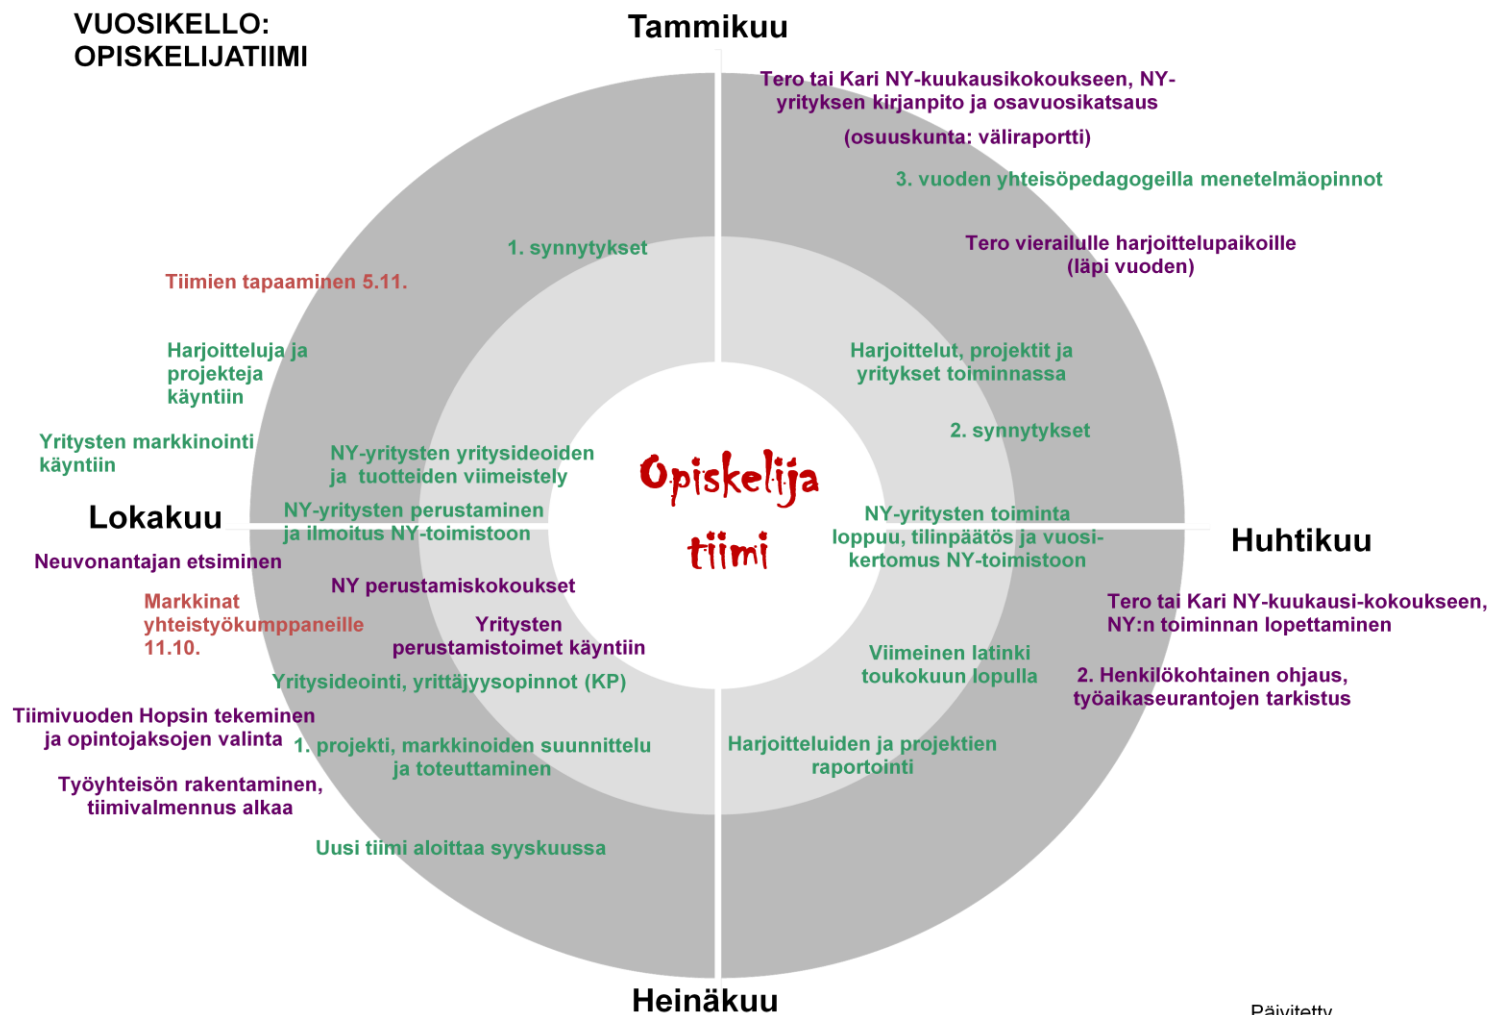 VUOSIKELLO:
OPISKELIJATIIMI
Tammikuu
Tero tai Kari NY-kuukausikokoukseen, NY-
yrityksen kirjanpito ja osavuosikatsaus
(osuuskunta: väliraportti)
3. vuoden yhteisöpedagogeilla menetelmäopinnot
Tero vierailulle harjoittelupaikoille
(läpi vuoden)
Harjoittelut, projektit ja
yritykset toiminnassa
2. synnytykset
NY-yritysten toiminta
loppuu, tilinpäätös ja vuosi-
kertomus NY-toimistoon
Huhtikuu
Tero tai Kari NY-kuukausi-kokoukseen,
NY:n toiminnan lopettaminen
Viimeinen latinki
toukokuun lopulla
2. Henkilökohtainen ohjaus,
työaikaseurantojen tarkistus
Harjoitteluiden ja projektien
raportointi
Heinäkuu
Uusi tiimi aloittaa syyskuussa
Työyhteisön rakentaminen,
tiimivalmennus alkaa
1. projekti, markkinoiden suunnittelu
ja toteuttaminen
Tiimivuoden Hopsin tekeminen
ja opintojaksojen valinta
Yritysideointi, yrittäjyysopinnot (KP)
Yritysten
perustamistoimet käyntiin
Markkinat
yhteistyökumppaneille
11.10.
NY perustamiskokoukset
Neuvonantajan etsiminen
Lokakuu
NY-yritysten perustaminen
ja ilmoitus NY-toimistoon
NY-yritysten yritysideoiden
ja tuotteiden viimeistely
Yritysten markkinointi
käyntiin
Harjoitteluja ja
projekteja
käyntiin
Tiimien tapaaminen 5.11.
1. synnytykset
Opiskelija
tiimi
Päivitetty